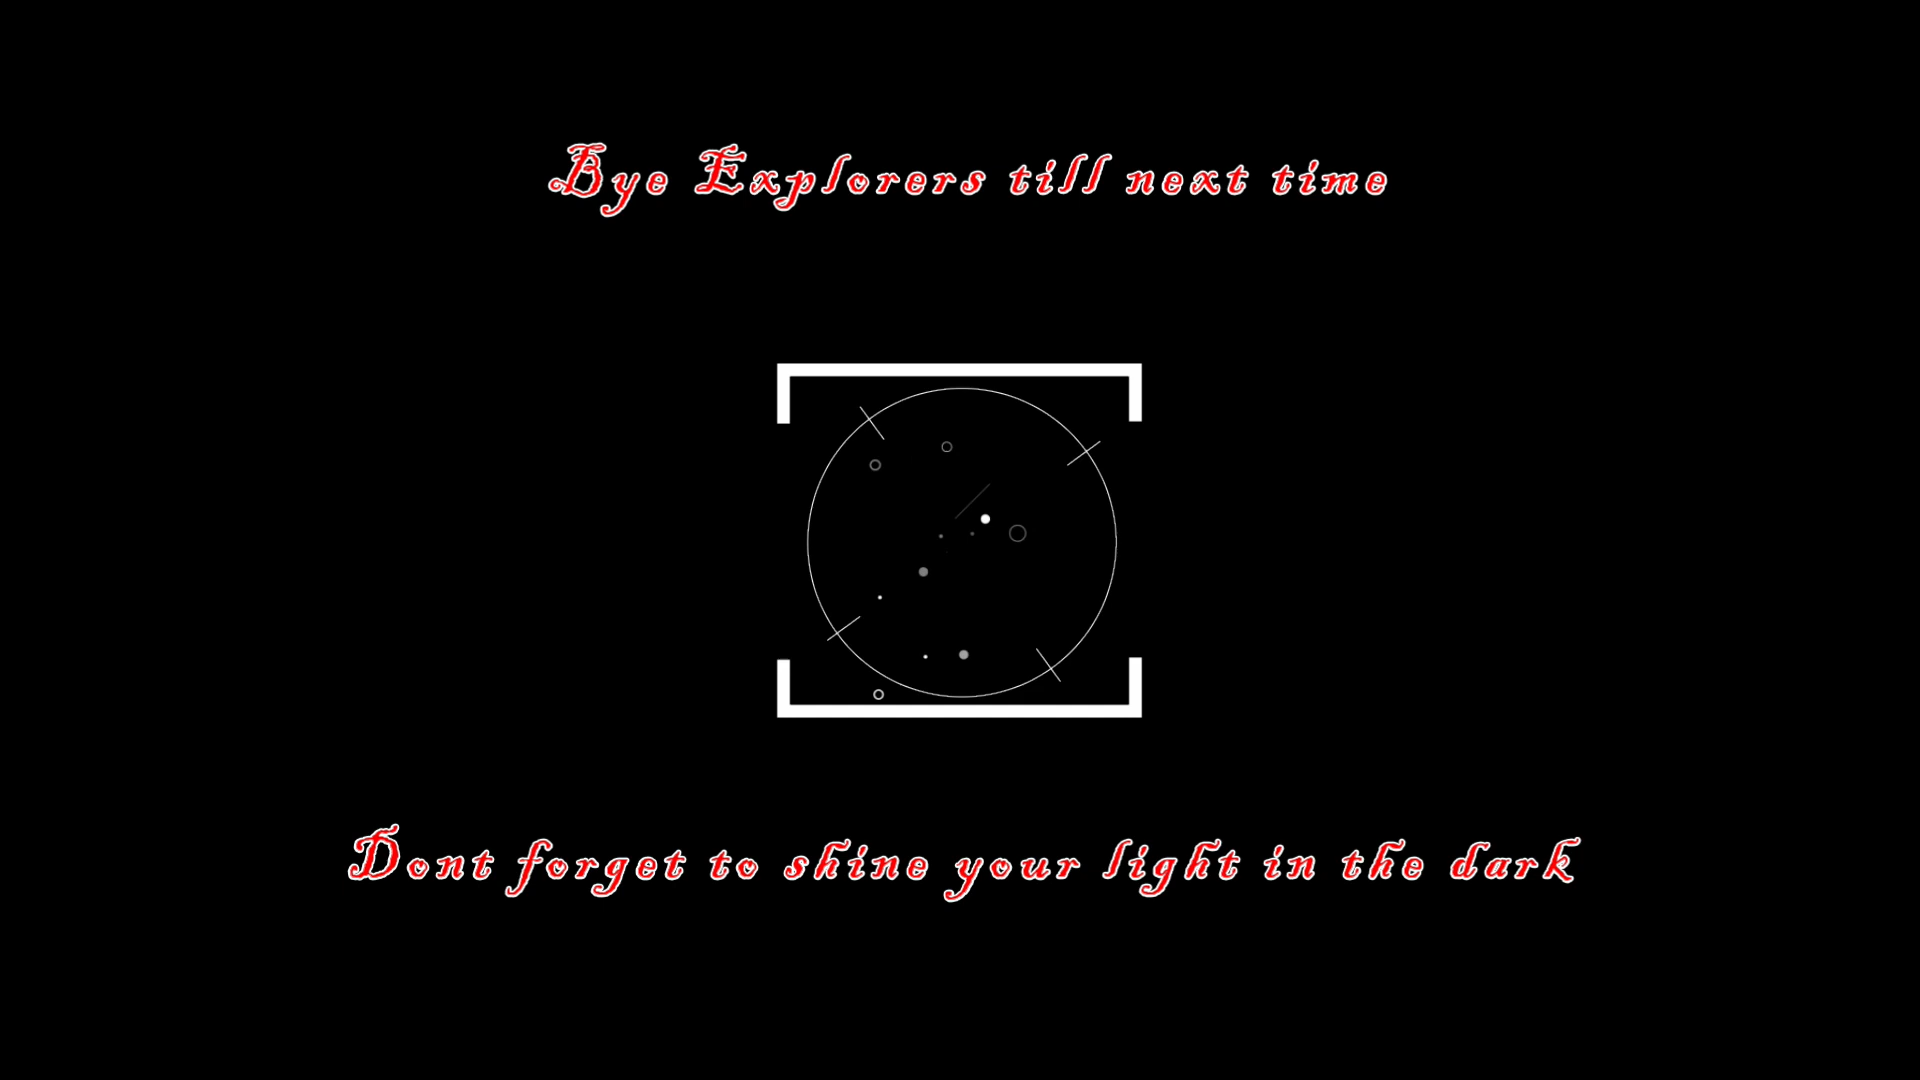 Bye Explorers till next time
Dont forget to shine your light in the dark